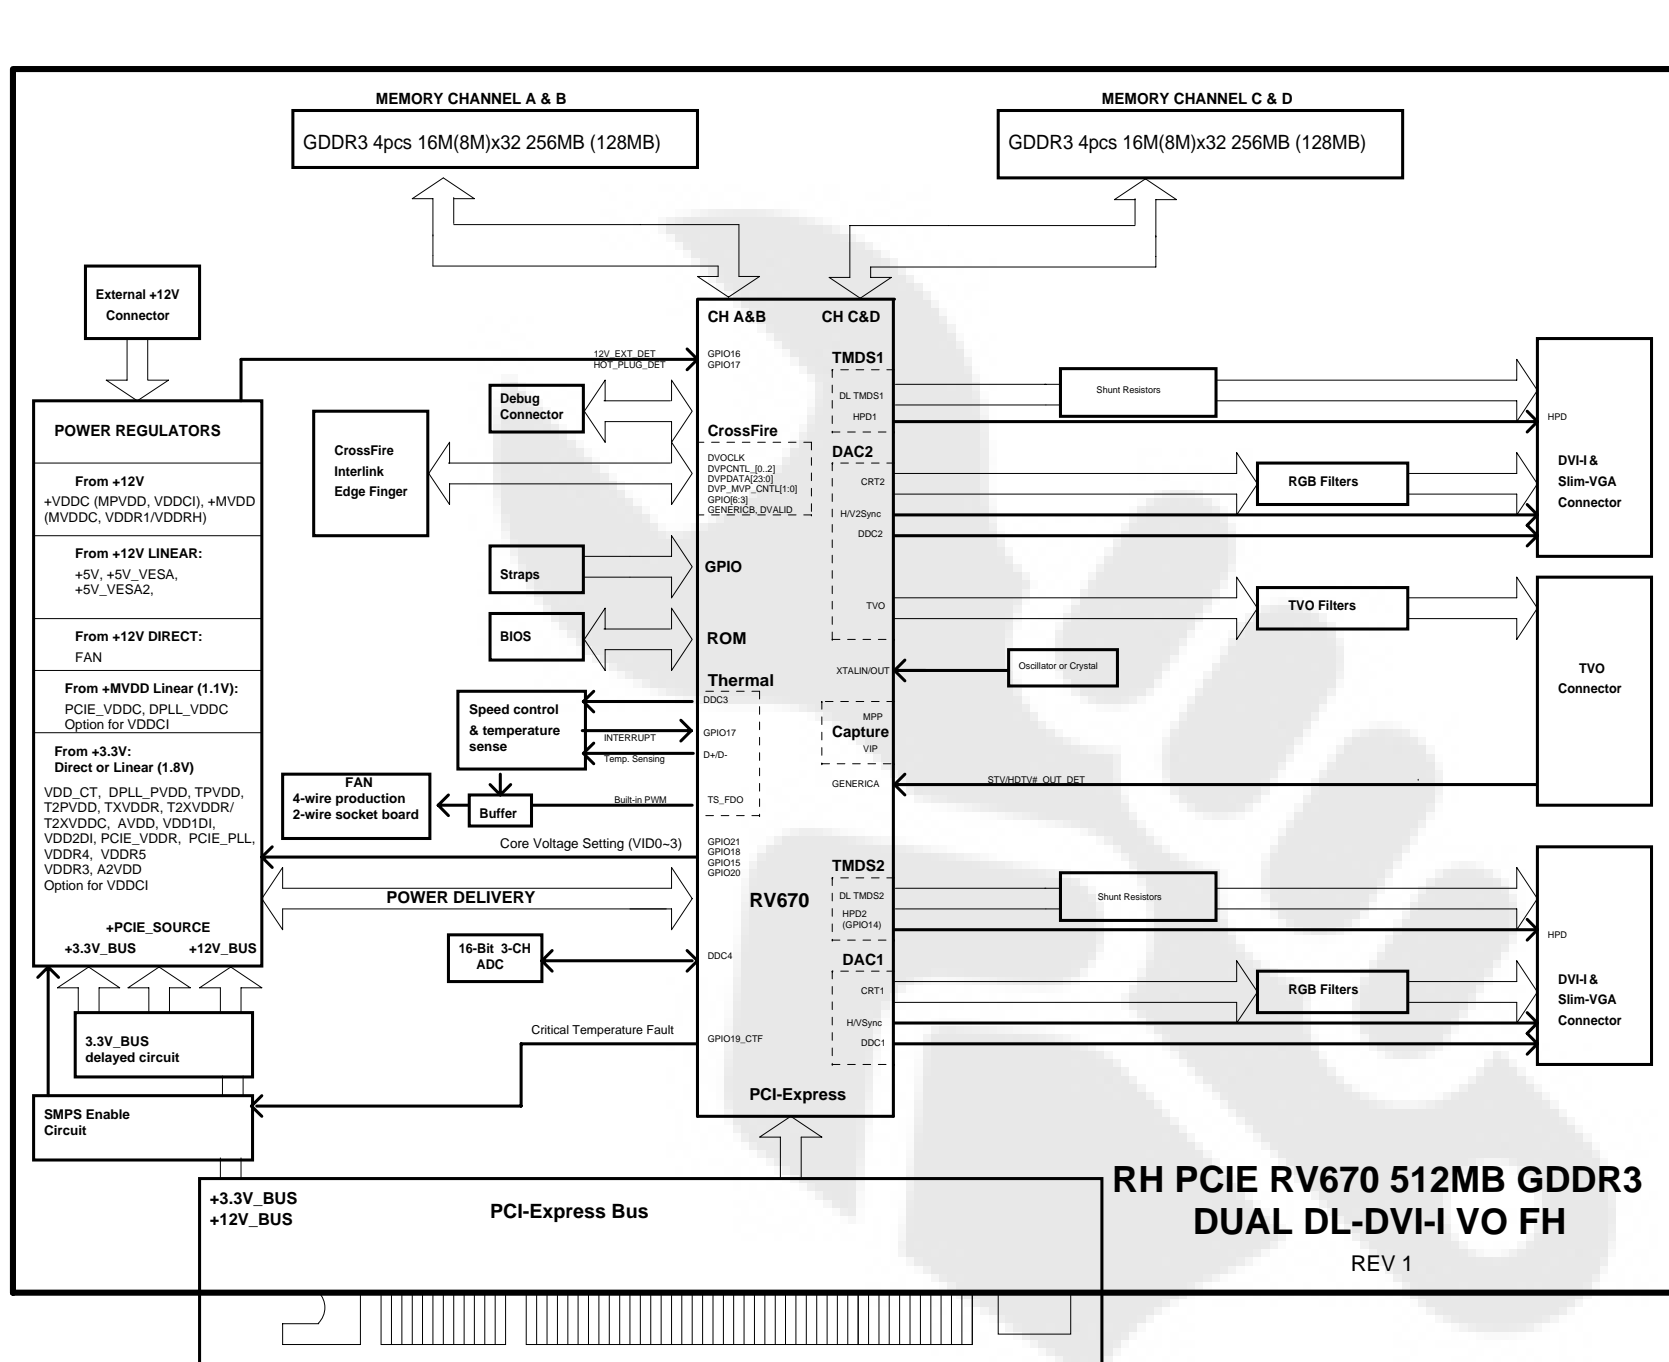 MEMORY CHANNEL A & B
GDDR3 4pcs 16M(8M)x32 256MB (128MB)
MEMORY CHANNEL C & D
GDDR3 4pcs 16M(8M)x32 256MB (128MB)
External +12V
Connector
POWER REGULATORS
From +12V
+VDDC (MPVDD, VDDCI), +MVDD
(MVDDC, VDDR1/VDDRH)
From +12V LINEAR:
+5V, +5V_VESA,
+5V_VESA2,
From +12V DIRECT:
FAN
From +MVDD Linear (1.1V):
PCIE_VDDC, DPLL_VDDC
Option for VDDCI
From +3.3V:
Direct or Linear (1.8V)
VDD_CT, DPLL_PVDD, TPVDD,
T2PVDD, TXVDDR, T2XVDDR/
T2XVDDC, AVDD, VDD1DI,
VDD2DI, PCIE_VDDR, PCIE_PLL,
VDDR4, VDDR5
VDDR3, A2VDD
Option for VDDCI
+PCIE_SOURCE
+3.3V_BUS +12V_BUS
3.3V_BUS
delayed circuit
SMPS Enable
Circuit
12V_EXT_DET
HOT_PLUG_DET
Debug
Connector
CrossFire
Interlink
Edge Finger
Straps
BIOS
Speed control
& temperature
sense
INTERRUPT
Temp. Sensing
FAN
4-wire production
2-wire socket board
Buffer
Built-in PWM
Core Voltage Setting (VID0~3)
POWER DELIVERY
16-Bit 3-CH
ADC
Critical Temperature Fault
CH A&B CH C&D
GPIO16
GPIO17
CrossFire
DVOCLK
DVPCNTL_[0..2]
DVPDATA[23:0]
DVP_MVP_CNTL[1:0]
GPIO[6:3]
GENERICB, DVALID
GPIO
ROM
Thermal
DDC3
GPIO17
D+/D-
TS_FDO
GPIO21
GPIO18
GPIO15
GPIO20
RV670
DDC4
GPIO19_CTF
PCI-Express
TMDS1
DL TMDS1
HPD1
DAC2
CRT2
H/V2Sync
DDC2
TVO
XTALIN/OUT
MPP
Capture
VIP
GENERICA
TMDS2
DL TMDS2
HPD2
(GPIO14)
DAC1
CRT1
H/VSync
DDC1
Shunt Resistors
RGB Filters
TVO Filters
Oscillator or Crystal
STV/HDTV# OUT DET
Shunt Resistors
RGB Filters
HPD
DVI-I &
Slim-VGA
Connector
TVO
Connector
HPD
DVI-I &
Slim-VGA
Connector
+3.3V_BUS
+12V_BUS
PCI-Express Bus
RH PCIE RV670 512MB GDDR3
DUAL DL-DVI-I VO FH
REV 1